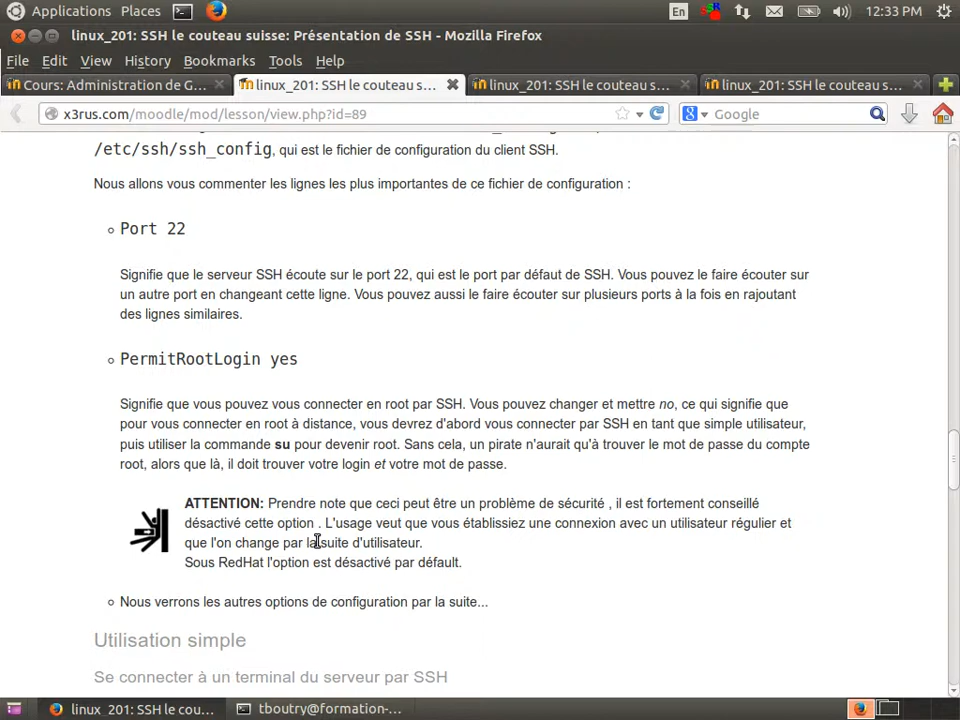 Applications Places En 12:33 PM
linux_201: SSH le couteau suisse: Présentation de SSH - Mozilla Firefox
File Edit View History Bookmarks Tools Help
Cours: Administration de G... linux_201: SSH le couteau suisse: Présentation de SSH linux_201: SSH le couteau s... linux_201: SSH le couteau s...
x3rus.com/moodle/mod/lesson/view.php?id=89 Google
/etc/ssh/ssh_config, qui est le fichier de configuration du client SSH.
Nous allons vous commenter les lignes les plus importantes de ce fichier de configuration :
Port 22
Signifie que le serveur SSH écoute sur le port 22, qui est le port par défaut de SSH. Vous pouvez le faire écouter sur
un autre port en changeant cette ligne. Vous pouvez aussi le faire écouter sur plusieurs ports à la fois en rajoutant
des lignes similaires.
PermitRootLogin yes
Signifie que vous pouvez vous connecter en root par SSH. Vous pouvez changer et mettre no, ce qui signifie que
pour vous connecter en root à distance, vous devrez d'abord vous connecter par SSH en tant que simple utilisateur,
puis utiliser la commande su pour devenir root. Sans cela, un pirate n'aurait qu'à trouver le mot de passe du compte
root, alors que là, il doit trouver votre login et votre mot de passe.
ATTENTION: Prendre note que ceci peut être un problème de sécurité , il est fortement conseillé
désactivé cette option . L'usage veut que vous établissiez une connexion avec un utilisateur régulier et
que l'on change par la suite d'utilisateur.
Sous RedHat l'option est désactivé par défault.
Nous verrons les autres options de configuration par la suite...
Utilisation simple
Se connecter à un terminal du serveur par SSH
linux_201: SSH le cou... tboutry@formation-...